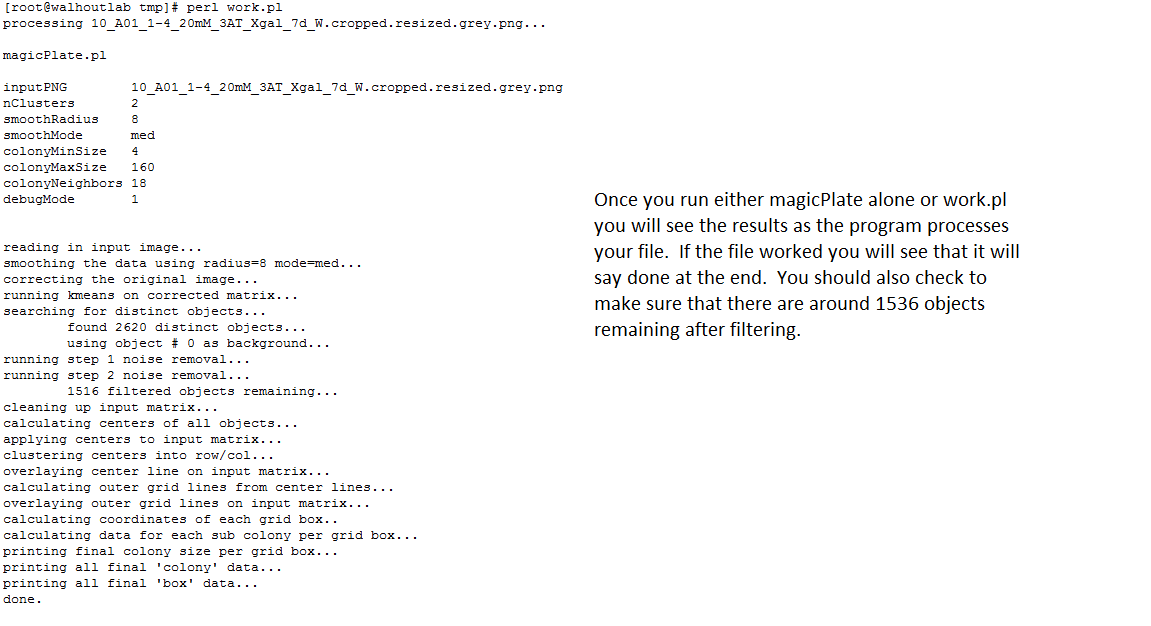 [root@walhoutlab tmp]# perl work.pl
processing 10_A01_1-4_20mM_3AT_Xgal_7d_W.cropped.resized.grey.png...
magicPlate.pl
inputPNG 10_A01_1-4_20mM_3AT_Xgal_7d_W.cropped.resized.grey.png
nClusters 2
smoothRadius 8
smoothMode med
colonyMinSize 4
colonyMaxSize 160
colonyNeighbors 18
debugMode 1
reading in input image...
smoothing the data using radius=8 mode=med...
correcting the original image...
running kmeans on corrected matrix...
searching for distinct objects...
found 2620 distinct objects...
using object # 0 as background...
running step 1 noise removal...
running step 2 noise removal...
1516 filtered objects remaining...
cleaning up input matrix...
calculating centers of all objects...
applying centers to input matrix...
clustering centers into row/col...
overlaying center line on input matrix...
calculating outer grid lines from center lines...
overlaying outer grid lines on input matrix...
calculating coordinates of each grid box..
calculating data for each sub colony per grid box...
printing final colony size per grid box...
printing all final 'colony' data...
printing all final 'box' data...
done.
Once you run either magicPlate alone or work.pl
you will see the results as the program processes
your file.  If the file worked you will see that it will
say done at the end.  You should also check to
make sure that there are around 1536 objects
remaining after filtering.